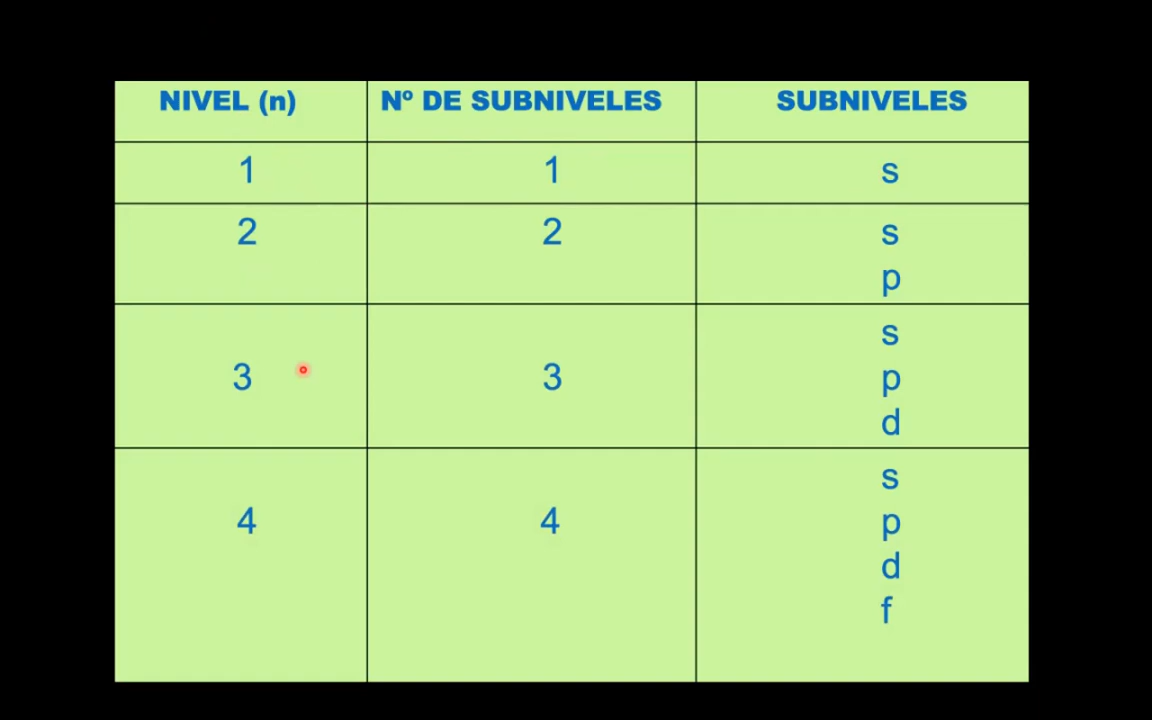 NIVEL (n) Nº DE SUBNIVELES SUBNIVELES
1 1 s
2 2 s
p
s
3 3 p
d
s
4 4 p
d
f